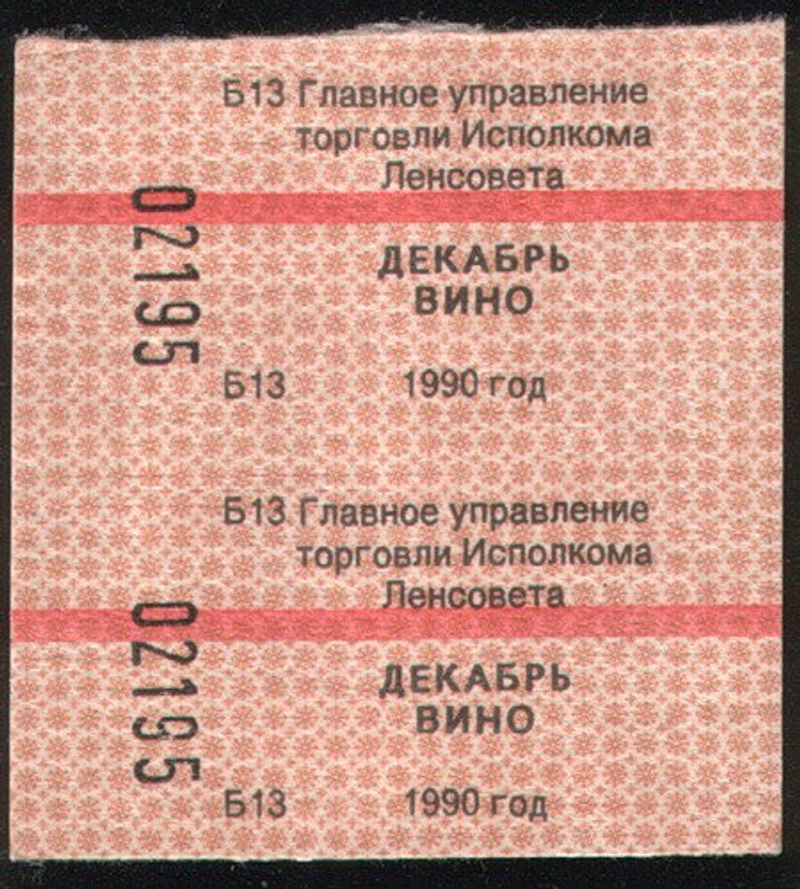 Б13 Главное управление
торговли Исполкома
Ленсовета
02195
ДЕКАБРЬ
ВИНО
Б13 1990 год
Б13 Главное управление
торговли Исполкома
Ленсовета
02195
ДЕКАБРЬ
ВИНО
Б13 1990 год